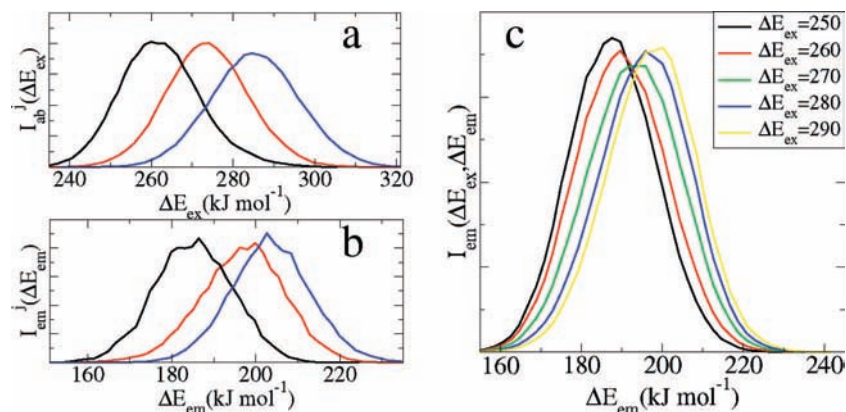 a
I_ab^j(ΔE_ex)
240 260 280 300 320
ΔE_ex(kJ mol^-1)
b
I_em^j(ΔE_em)
160 180 200 220
ΔE_em(kJ mol^-1)
c
ΔE_ex=250
ΔE_ex=260
ΔE_ex=270
ΔE_ex=280
ΔE_ex=290
I_em(ΔE_ex,ΔE_em)
160 180 200 220 240
ΔE_em(kJ mol^-1)